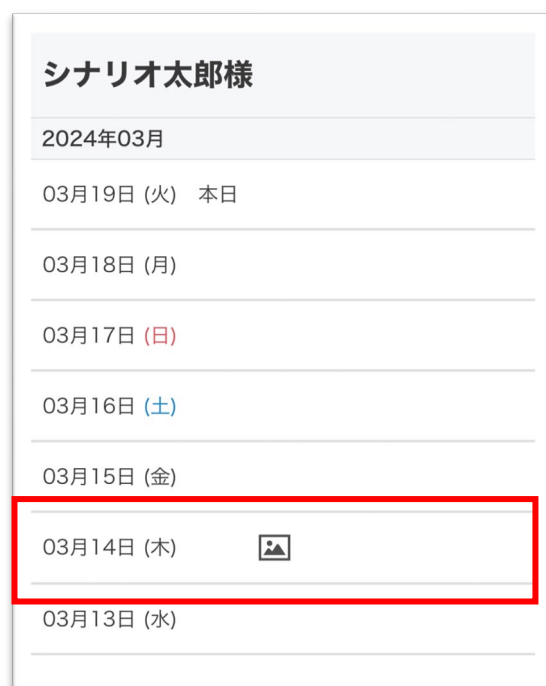 シナリオ太郎様
2024年03月
03月19日 (火) 本日
03月18日 (月)
03月17日 (日)
03月16日 (土)
03月15日 (金)
03月14日 (木)
03月13日 (水)